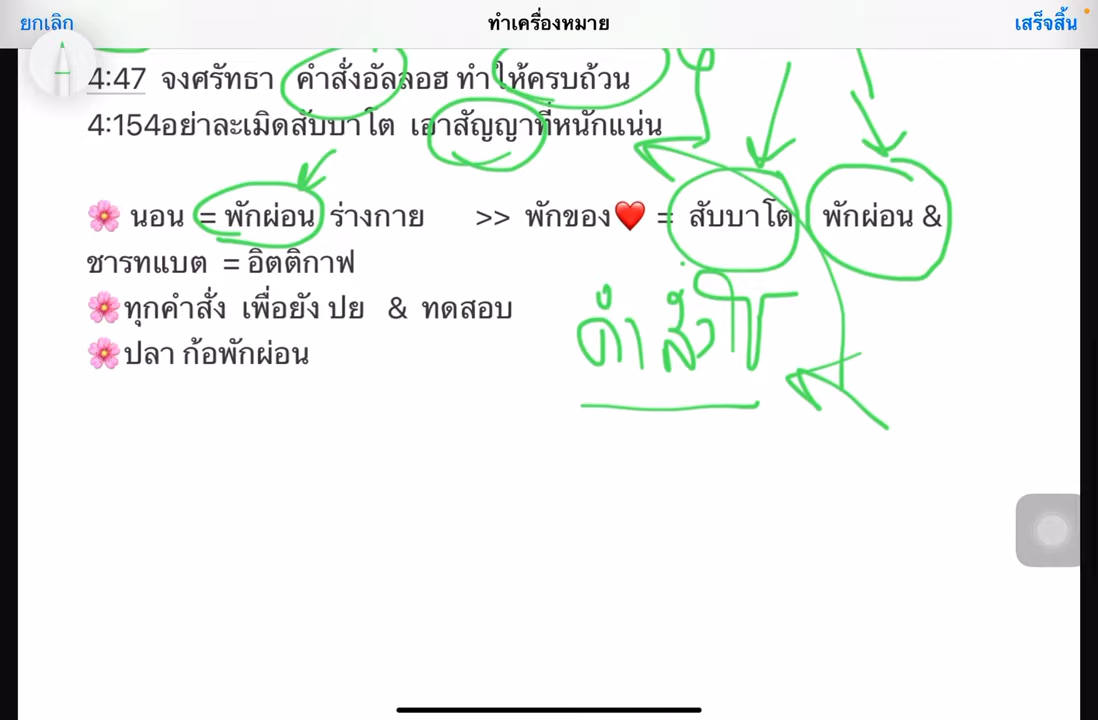 ยกเลิก ทำเครื่องหมาย เสร็จสิ้น
4:47 จงศรัทธา คำสั่งอัลลอฮ ทำให้ครบถ้วน
4:154อย่าละเมิดสับบาโต เอาสัญญาที่หนักแน่น
🌸 นอน = พักผ่อน ร่างกาย >> พักของ❤️ = สับบาโต พักผ่อน &
ชารทแบต = อิตติกาฟ
🌸ทุกคำสั่ง เพื่อยัง ปย & ทดสอบ
คำสั่ง
🌸ปลา ก้อพักผ่อน